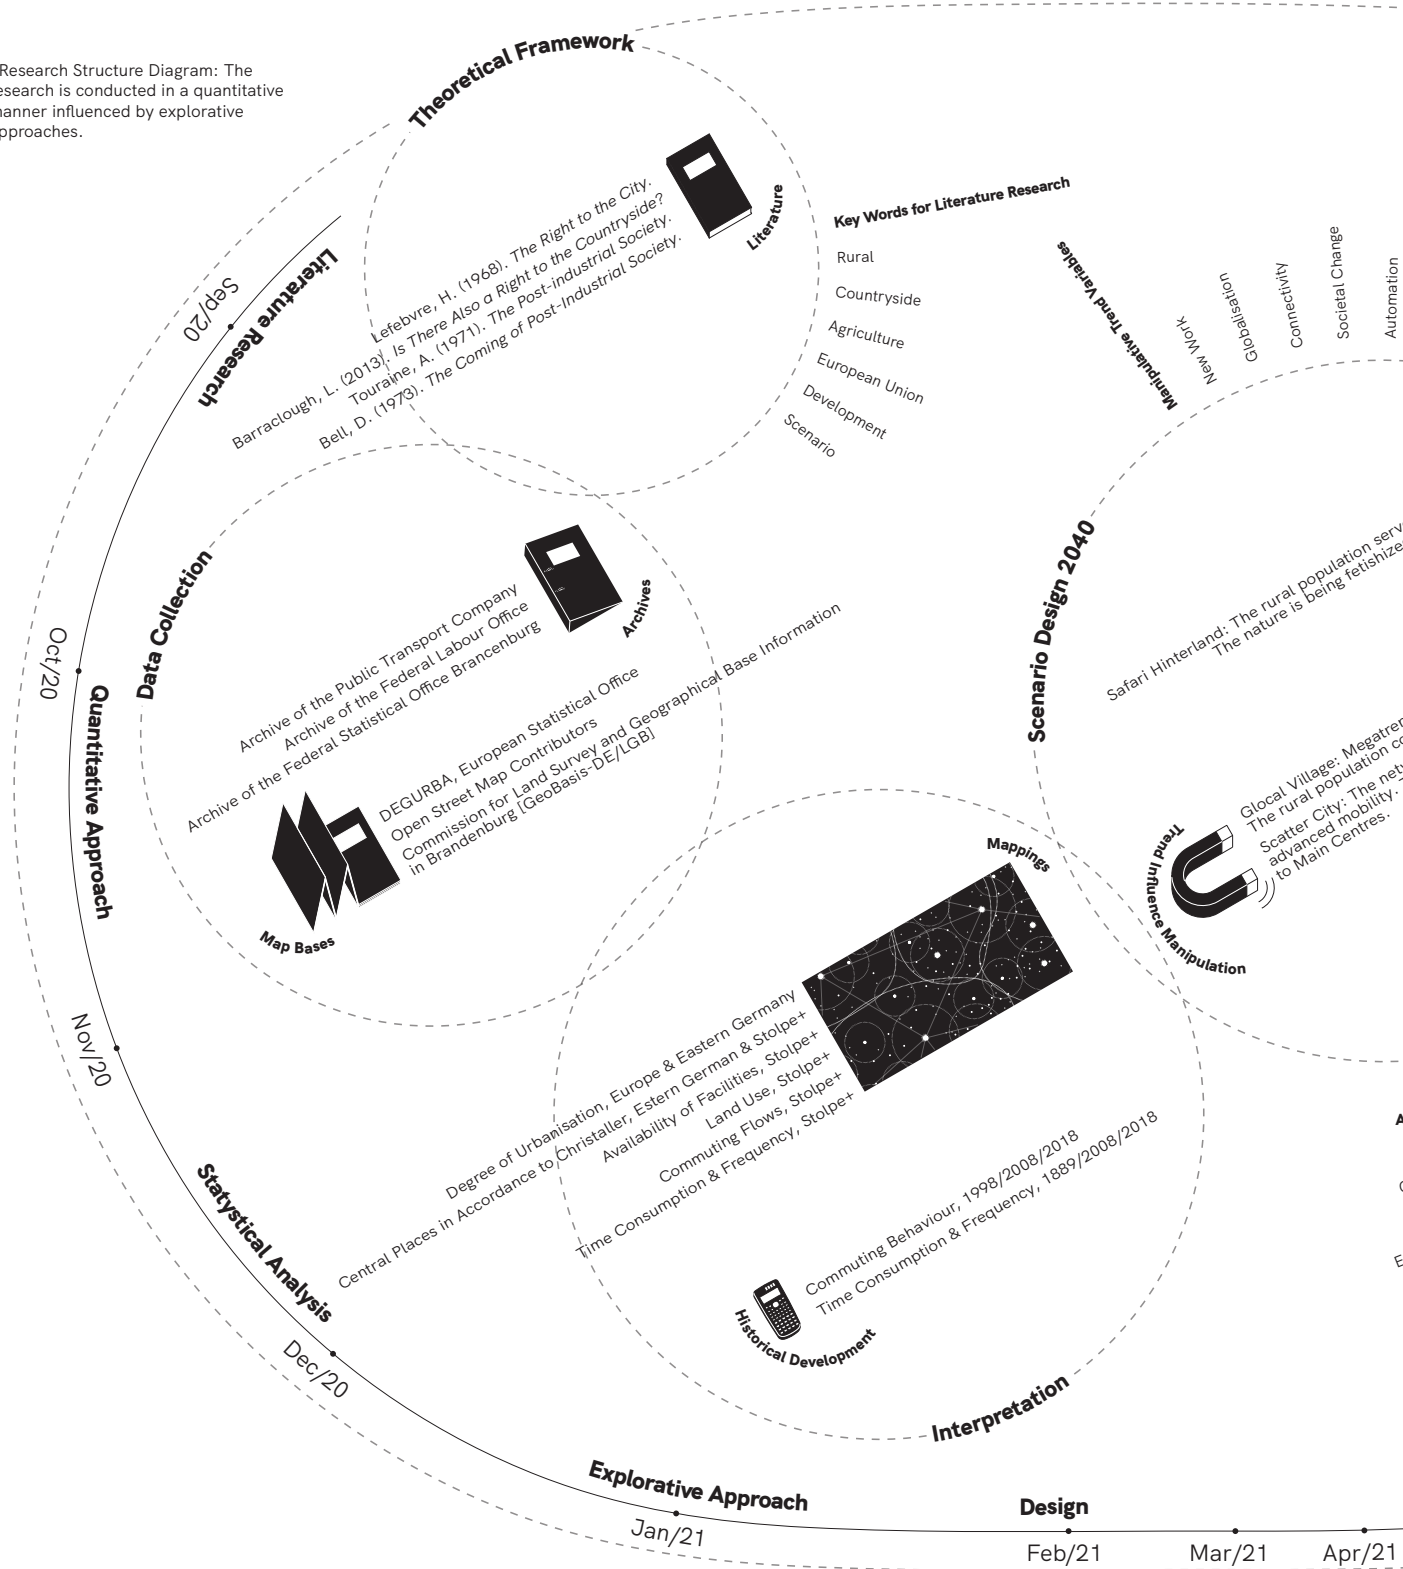 Research Structure Diagram: The
esearch is conducted in a quantitative
anner influenced by explorative
pproaches.
Theoretical Framework
Lefebvre, H. (1968). The Right to the City.
Barraclough, L. (2013). Is There Also a Right to the Countryside?
Touraine, A. (1971). The Post-industrial Society.
Bell, D. (1973). The Coming of Post-Industrial Society.
Literature
Key Words for Literature Research
Rural
Countryside
Agriculture
European Union
Development
Scenario
Manipulative Trend Variables
New Work
Globalisation
Connectivity
Societal Change
Automation
Literature Research
Sep/20
Data Collection
Archive of the Public Transport Company
Archive of the Federal Labour Office
Archive of the Federal Statistical Office Brancenburg
Archives
DEGURBA, European Statistical Office
Open Street Map Contributors
Commission for Land Survey and Geographical Base Information
in Brandenburg [GeoBasis-DE/LGB]
Map Bases
Oct/20
Quantitative Approach
Scenario Design 2040
Safari Hinterland: The rural population serv
The nature is being fetishize
Glocal Village: Megatren
The rural population co
Scatter City: The netw
advanced mobility.
to Main Centres.
Trend Influence Manipulation
Mappings
Degree of Urbanisation, Europe & Eastern Germany
Central Places in Accordance to Christaller, Estern German & Stolpe+
Availability of Facilities, Stolpe+
Land Use, Stolpe+
Commuting Flows, Stolpe+
Time Consumption & Frequency, Stolpe+
Commuting Behaviour, 1998/2008/2018
Time Consumption & Frequency, 1889/2008/2018
Historical Development
Interpretation
Nov/20
Statystical Analysis
Dec/20
Explorative Approach
Jan/21
Design
Feb/21
Mar/21
Apr/21